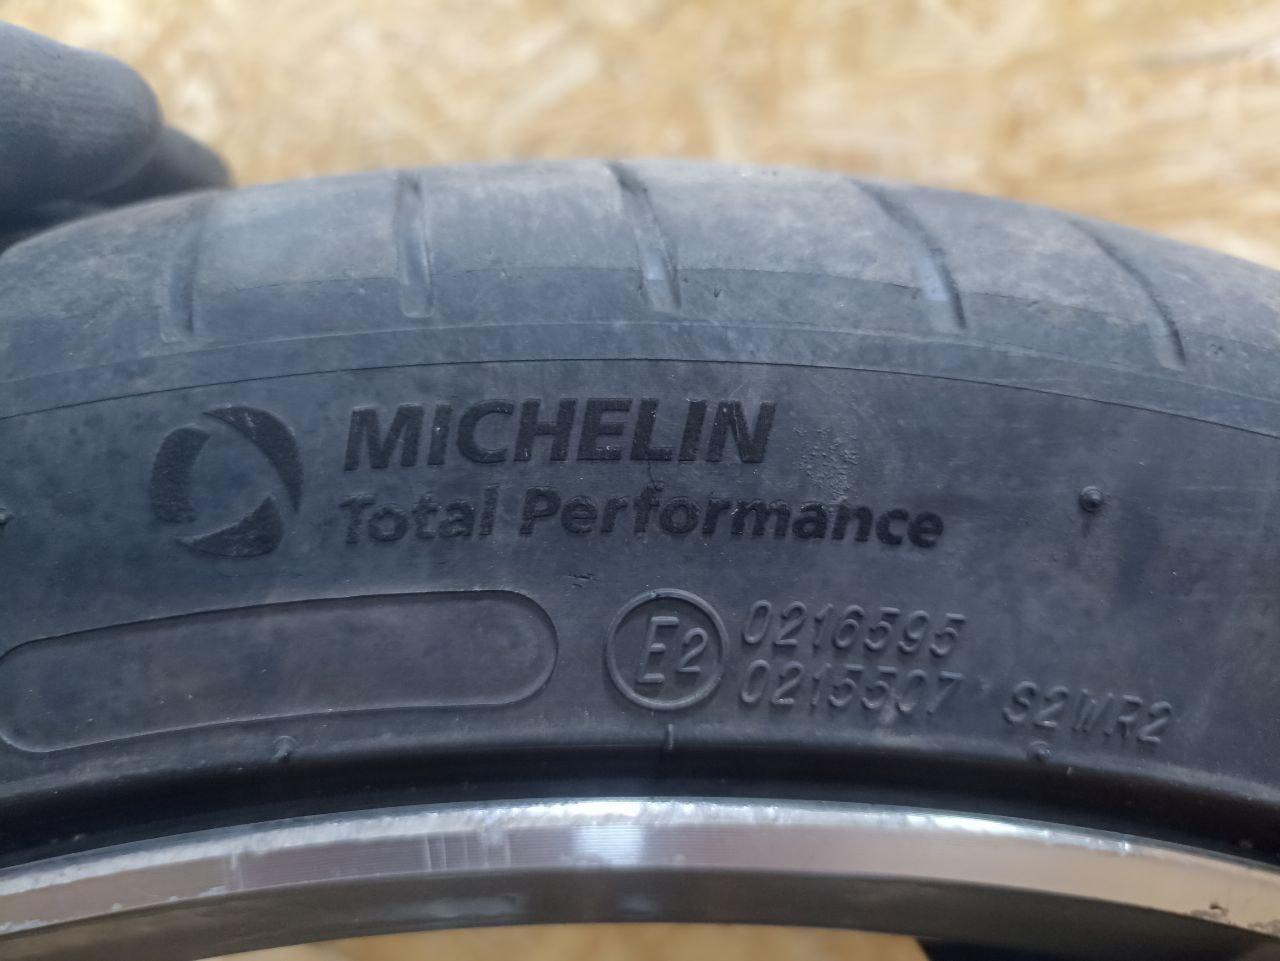 MICHELIN
Total Performance
E2
0216595
0215507 S2WR2